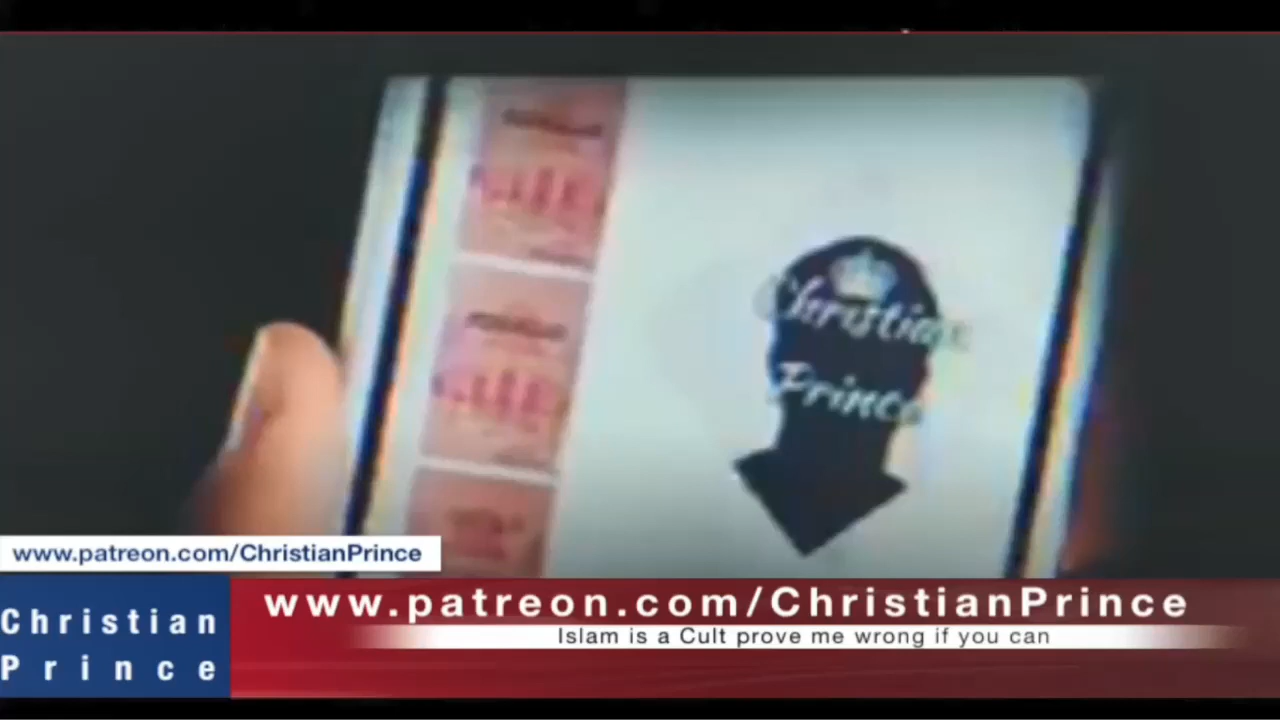 Christian
Prince
www.patreon.com/ChristianPrince
Christian
Prince
www.patreon.com/ChristianPrince
Islam is a Cult prove me wrong if you can